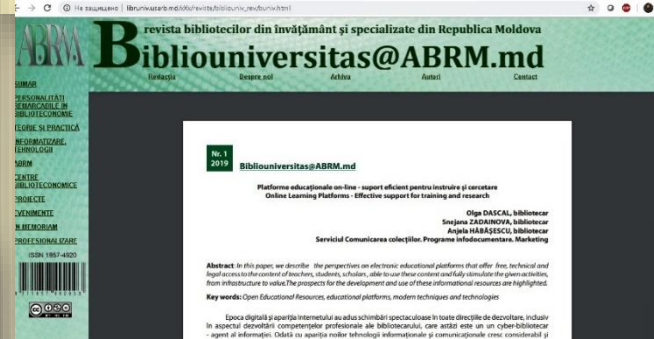 Не защищено | libruniv.usarb.md/xXx/reviste/bibliouniv_rev/buniv.html
ABRM
revista bibliotecilor din învățământ și specializate din Republica Moldova
Bibliouniversitas@ABRM.md
Redacția Despre noi Arhiva Autori Contact
SUMAR
PERSONALITĂȚI
REMARCABILE ÎN
BIBLIOTECONOMIE
TEORIE ȘI PRACTICĂ
INFORMATIZARE.
TEHNOLOGII
ABRM
CENTRE
BIBLIOTECONOMICE
PROIECTE
EVENIMENTE
IN MEMORIAM
PROFESIONALIZARE
ISSN 1857-4920
Nr. 1
2019
Bibliouniversitas@ABRM.md
Platforme educaționale on-line - suport eficient pentru instruire și cercetare
Online Learning Platforms - Effective support for training and research
Olga DASCAL, bibliotecar
Snejana ZADAINOVA, bibliotecar
Anjela HĂBĂȘESCU, bibliotecar
Serviciul Comunicarea colecțiilor. Programe infodocumentare. Marketing
Abstract: In this paper, we describe the perspectives on electronic educational platforms that offer free, technical and
legal access to the content of teachers, students, scholars , able to use these content and fully stimulate the given activities,
from infrastructure to value.The prospects for the development and use of these informational resources are highlighted.
Key words: Open Educational Resources, educational platforms, modern techniques and technologies
Epoca digitală și apariția Internetului au adus schimbări spectaculoase în toate direcțiile de dezvoltare, inclusiv
în aspectul dezvoltării competențelor profesionale ale bibliotecarului, care astăzi este un un cyber-bibliotecar
- agent al informației. Odată cu apariția noilor tehnologii informaționale și comunicaționale cresc considerabil și